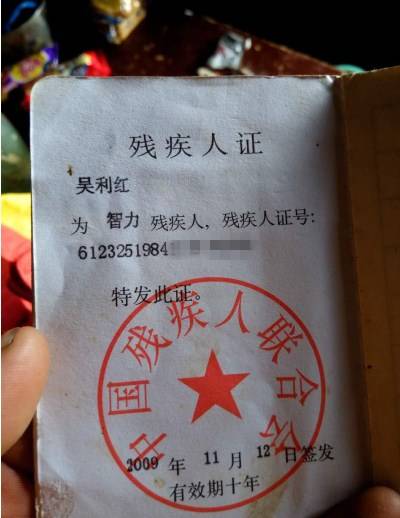 残疾人证
吴利红
为 智力 残疾人，残疾人证号：
6123251984
特发此证。
中国残疾人联合会
2009 年 11 月 12 日签发
有效期十年